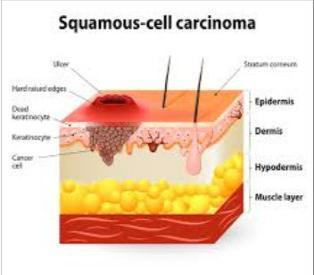 Squamous-cell carcinoma
Ulcer
Stratum corneum
Hard raised edges
Epidermis
Dead
keratinocyte
Dermis
Keratinocyte
Cancer
cell
Hypodermis
Muscle layer